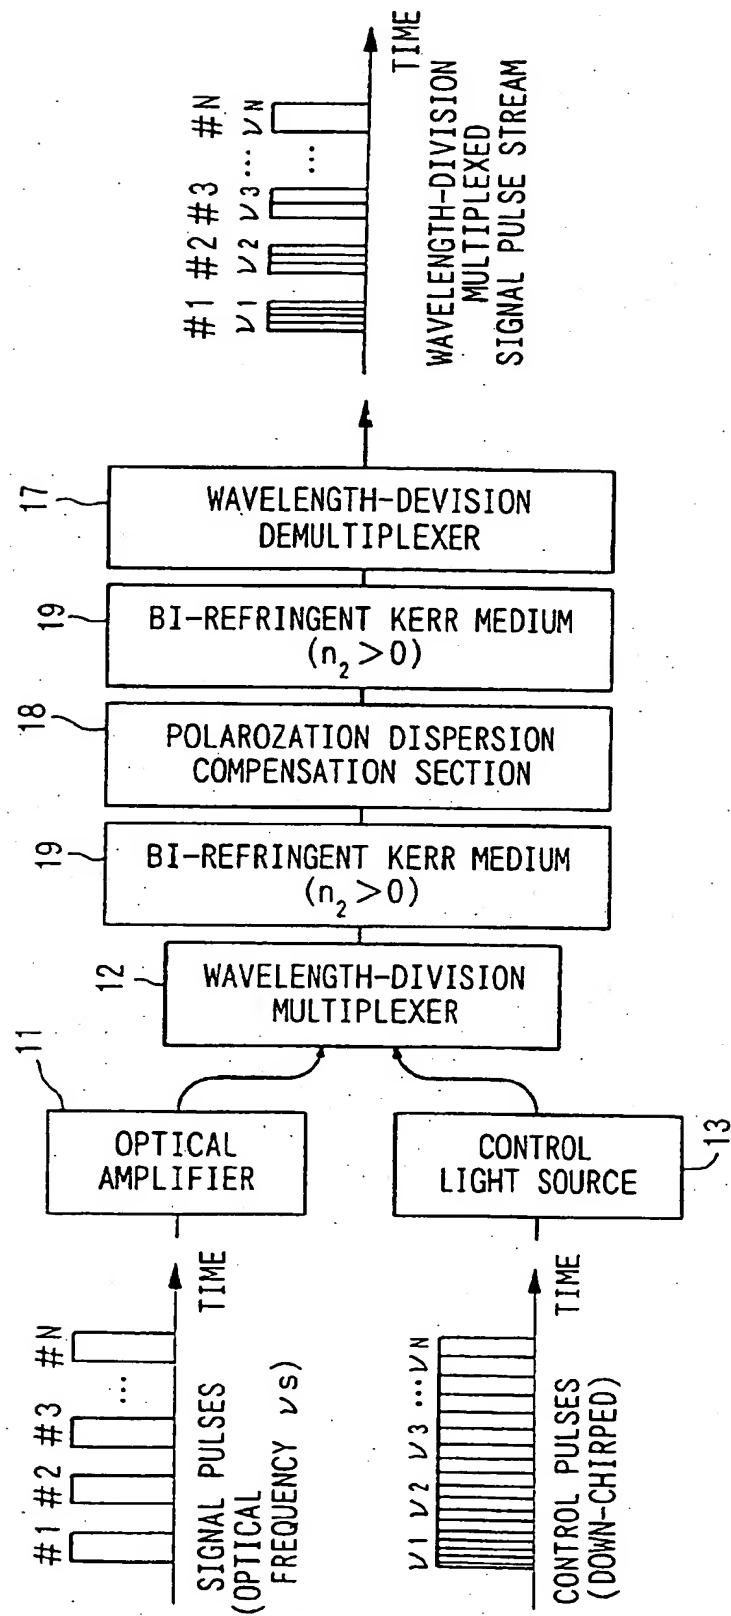 #1 #2 #3 #N
...
TIME
SIGNAL PULSES
(OPTICAL
FREQUENCY νs)
ν1 ν2 ν3 ...νN
TIME
CONTROL PULSES
(DOWN-CHIRPED)
11
OPTICAL
AMPLIFIER
CONTROL
LIGHT SOURCE
13
12
WAVELENGTH-DIVISION
MULTIPLEXER
19
BI-REFRINGENT KERR MEDIUM
(n2>0)
18
POLAROZATION DISPERSION
COMPENSATION SECTION
19
BI-REFRINGENT KERR MEDIUM
(n2>0)
17
WAVELENGTH-DEVISION
DEMULTIPLEXER
#1 #2 #3 #N
ν1 ν2 ν3 ... νN
...
TIME
WAVELENGTH-DIVISION
MULTIPLEXED
SIGNAL PULSE STREAM